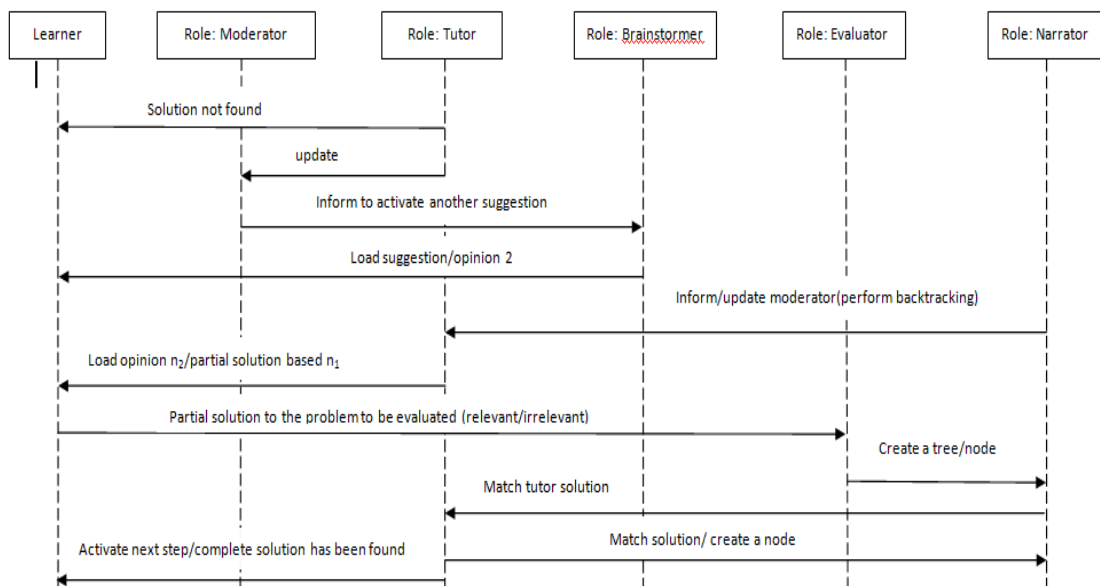 Learner
Role: Moderator
Role: Tutor
Role: Brainstormer
Role: Evaluator
Role: Narrator
Solution not found
update
Inform to activate another suggestion
Load suggestion/opinion 2
Inform/update moderator(perform backtracking)
Load opinion n₂/partial solution based n₁
Partial solution to the problem to be evaluated (relevant/irrelevant)
Create a tree/node
Match tutor solution
Match solution/ create a node
Activate next step/complete solution has been found